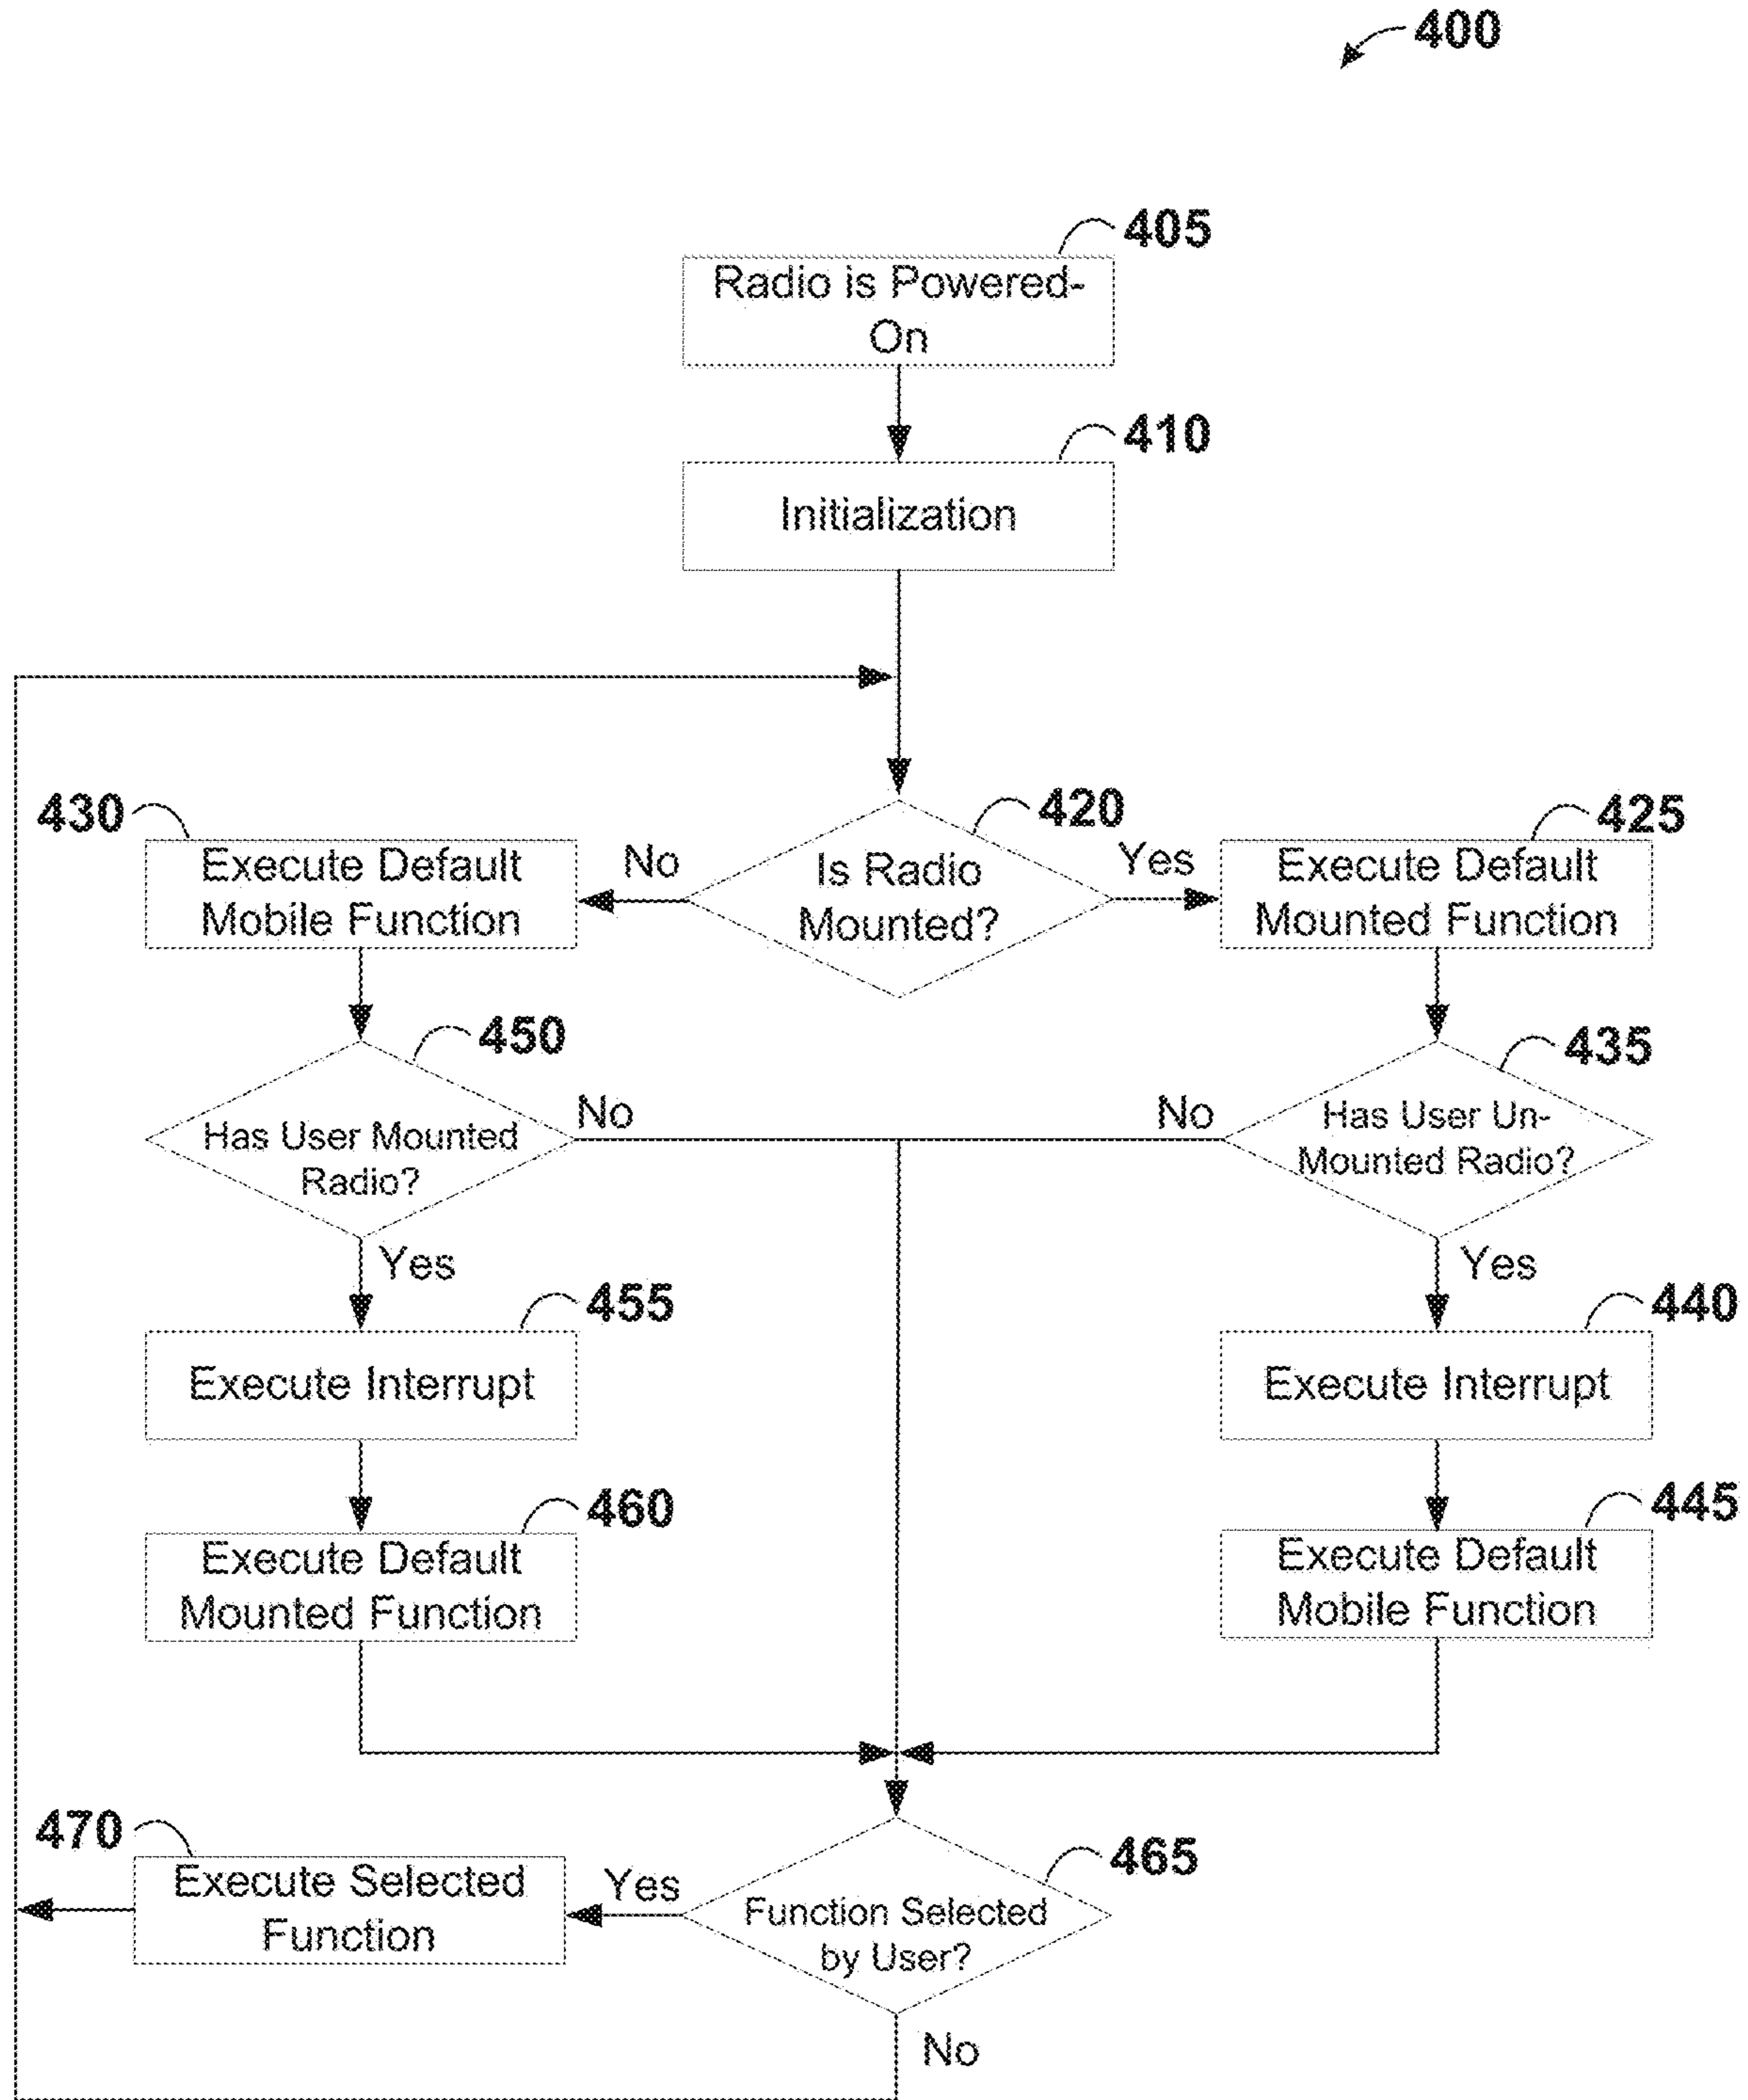 400
405
Radio is Powered-
On
410
Initialization
430
420
425
Execute Default
Mobile Function
No
Is Radio
Mounted?
Yes
Execute Default
Mounted Function
450
435
Has User Mounted
Radio?
No
No
Has User Un-
Mounted Radio?
Yes
Yes
455
440
Execute Interrupt
Execute Interrupt
460
445
Execute Default
Mounted Function
Execute Default
Mobile Function
470
465
Execute Selected
Function
Yes
Function Selected
by User?
No